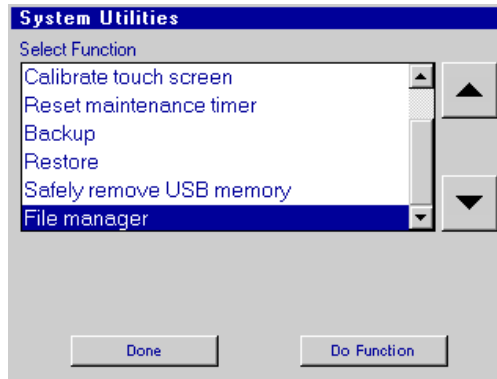 System Utilities
Select Function
Calibrate touch screen
Reset maintenance timer
Backup
Restore
Safely remove USB memory
File manager
Done
Do Function